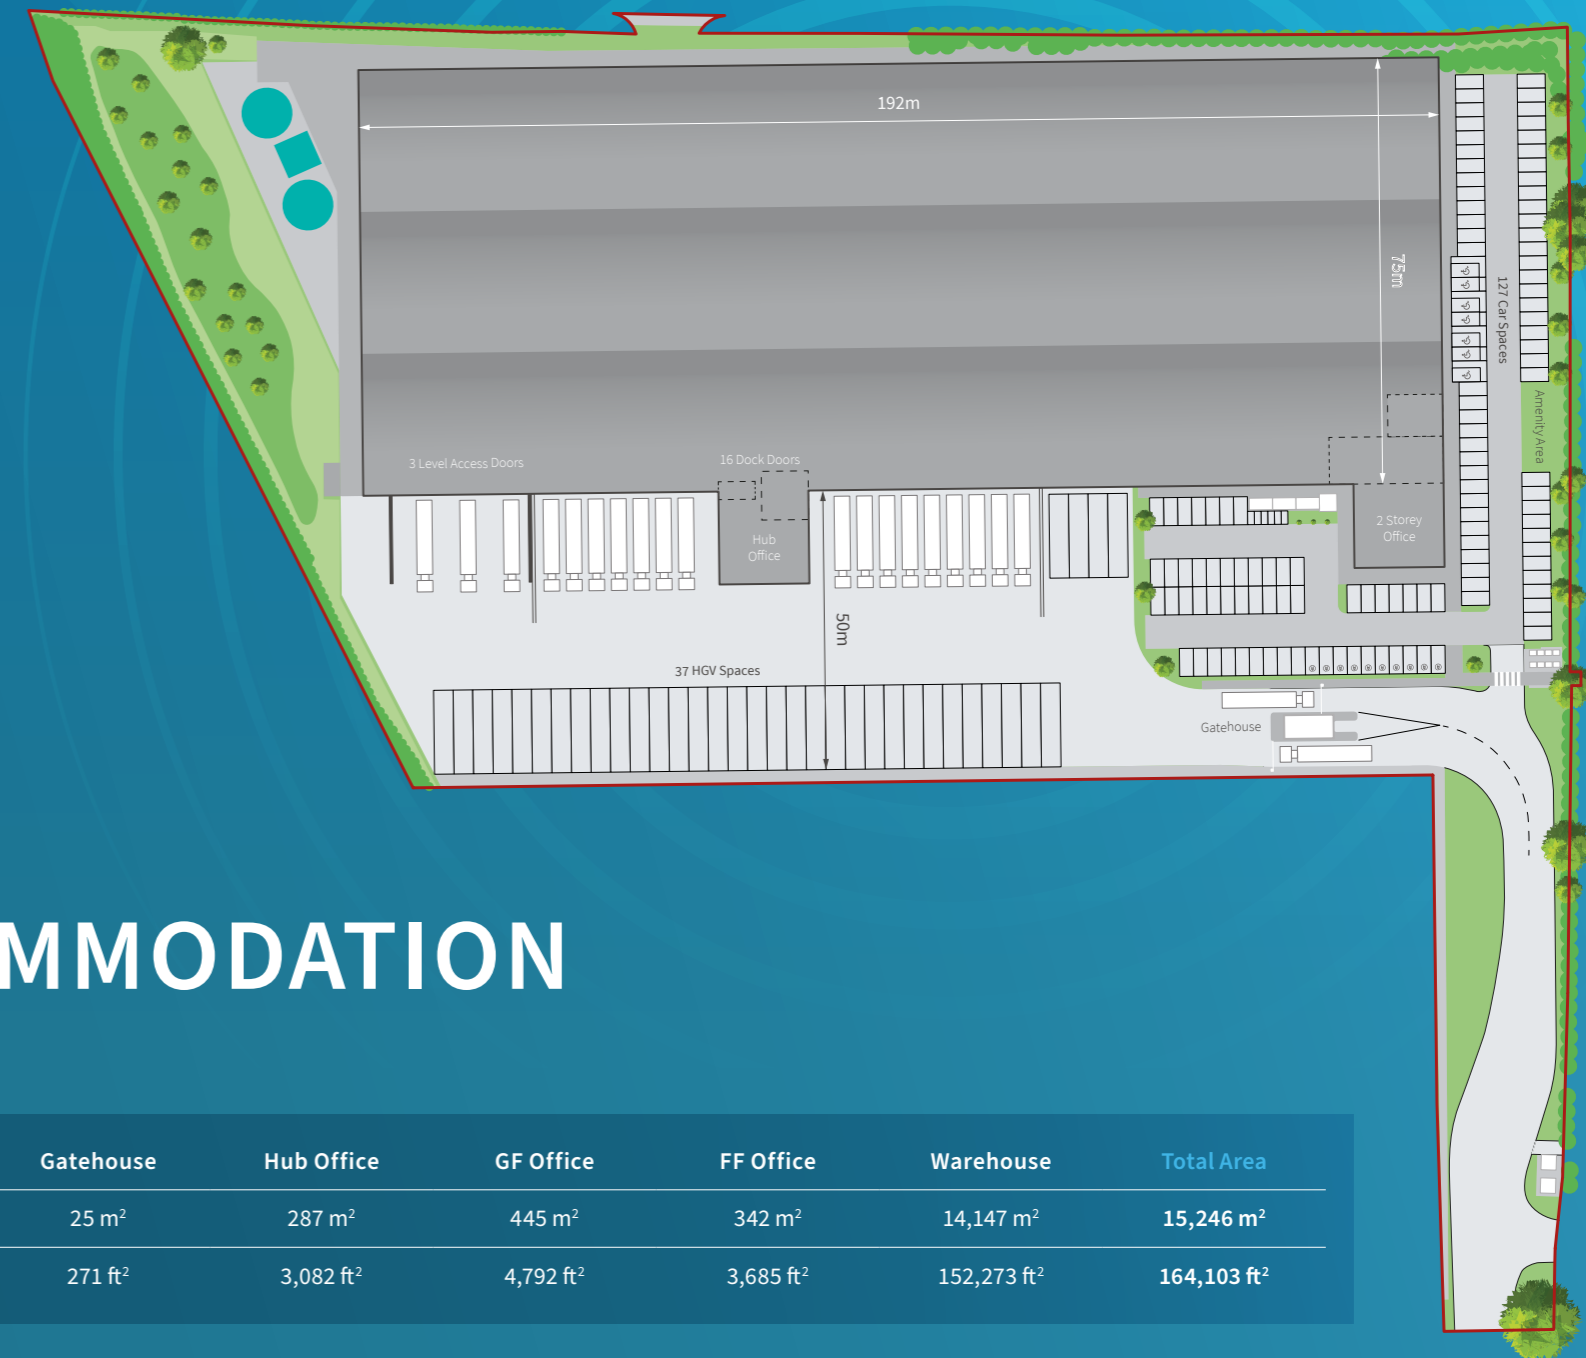 192m
75m
127 Car Spaces
Amenity Area
3 Level Access Doors
16 Dock Doors
Hub
Office
2 Storey
Office
50m
37 HGV Spaces
Gatehouse
MMODATION
Gatehouse Hub Office GF Office FF Office Warehouse Total Area
25 m² 287 m² 445 m² 342 m² 14,147 m² 15,246 m²
271 ft² 3,082 ft² 4,792 ft² 3,685 ft² 152,273 ft² 164,103 ft²